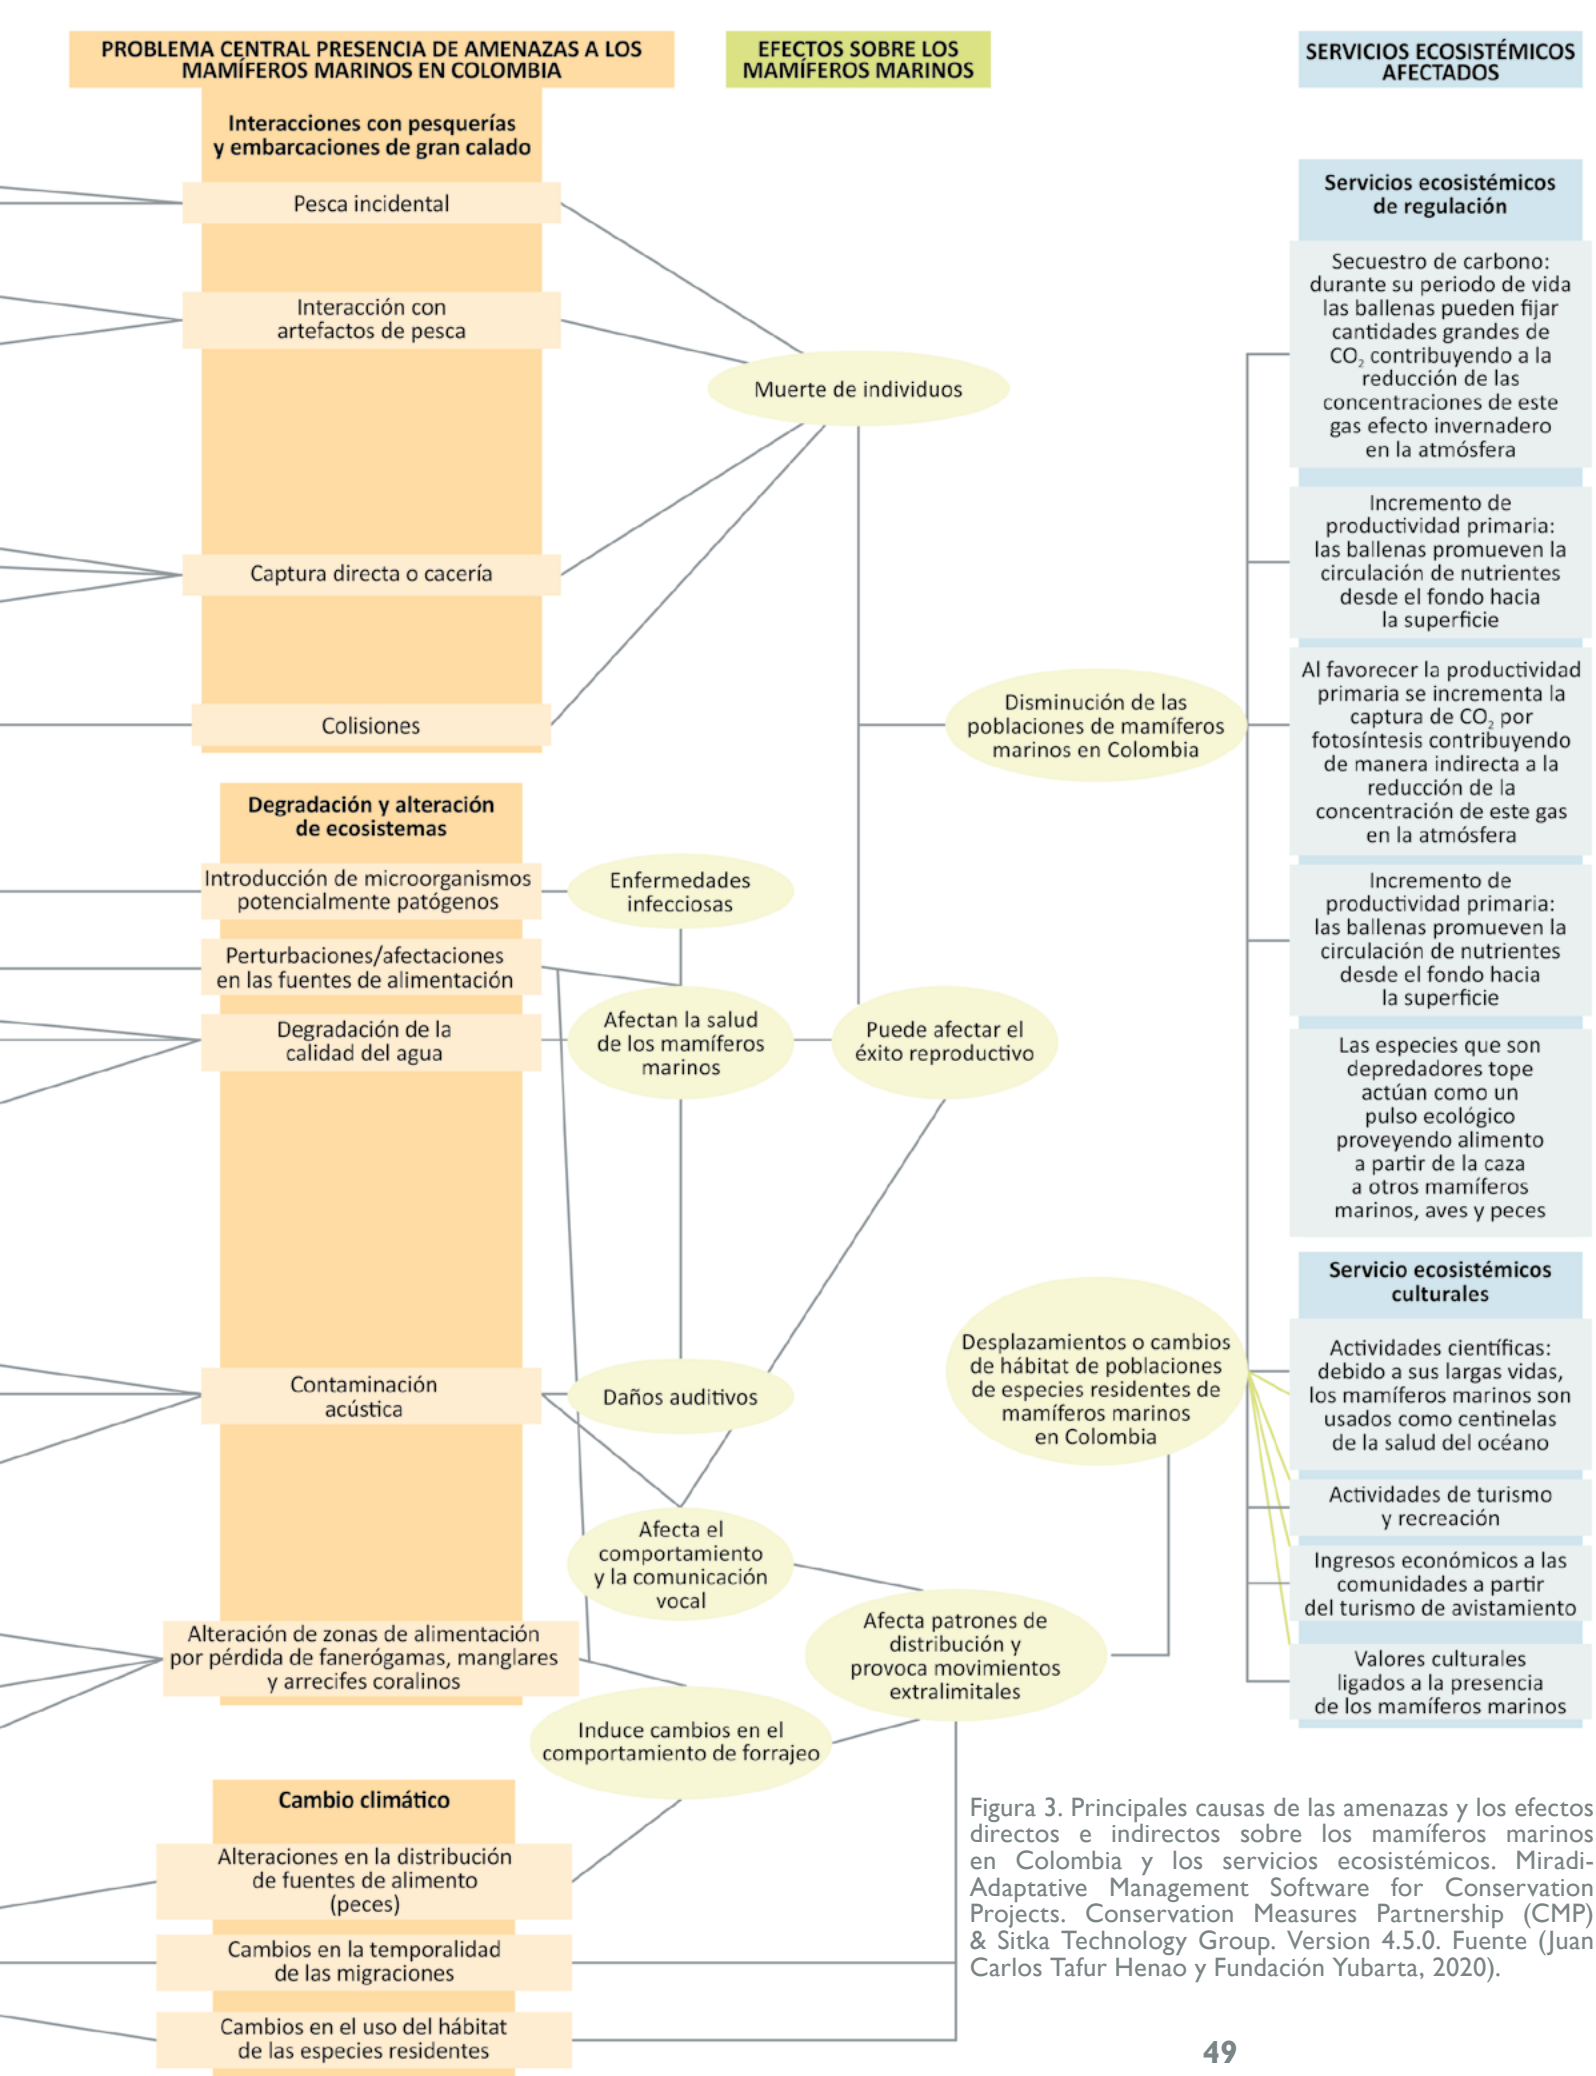 PROBLEMA CENTRAL PRESENCIA DE AMENAZAS A LOS
MAMÍFEROS MARINOS EN COLOMBIA
Interacciones con pesquerías
y embarcaciones de gran calado
Pesca incidental
Interacción con
artefactos de pesca
Captura directa o cacería
Colisiones
Degradación y alteración
de ecosistemas
Introducción de microorganismos
potencialmente patógenos
Perturbaciones/afectaciones
en las fuentes de alimentación
Degradación de la
calidad del agua
Contaminación
acústica
Alteración de zonas de alimentación
por pérdida de fanerógamas, manglares
y arrecifes coralinos
Cambio climático
Alteraciones en la distribución
de fuentes de alimento
(peces)
Cambios en la temporalidad
de las migraciones
Cambios en el uso del hábitat
de las especies residentes
EFECTOS SOBRE LOS
MAMÍFEROS MARINOS
Muerte de individuos
Disminución de las
poblaciones de mamíferos
marinos en Colombia
Enfermedades
infecciosas
Afectan la salud
de los mamíferos
marinos
Puede afectar el
éxito reproductivo
Daños auditivos
Desplazamientos o cambios
de hábitat de poblaciones
de especies residentes de
mamíferos marinos
en Colombia
Afecta el
comportamiento
y la comunicación
vocal
Afecta patrones de
distribución y
provoca movimientos
extralimitales
Induce cambios en el
comportamiento de forrajeo
SERVICIOS ECOSISTÉMICOS
AFECTADOS
Servicios ecosistémicos
de regulación
Secuestro de carbono:
durante su periodo de vida
las ballenas pueden fijar
cantidades grandes de
CO₂ contribuyendo a la
reducción de las
concentraciones de este
gas efecto invernadero
en la atmósfera
Incremento de
productividad primaria:
las ballenas promueven la
circulación de nutrientes
desde el fondo hacia
la superficie
Al favorecer la productividad
primaria se incrementa la
captura de CO₂ por
fotosíntesis contribuyendo
de manera indirecta a la
reducción de la
concentración de este gas
en la atmósfera
Incremento de
productividad primaria:
las ballenas promueven la
circulación de nutrientes
desde el fondo hacia
la superficie
Las especies que son
depredadores tope
actúan como un
pulso ecológico
proveyendo alimento
a partir de la caza
a otros mamíferos
marinos, aves y peces
Servicio ecosistémicos
culturales
Actividades científicas:
debido a sus largas vidas,
los mamíferos marinos son
usados como centinelas
de la salud del océano
Actividades de turismo
y recreación
Ingresos económicos a las
comunidades a partir
del turismo de avistamiento
Valores culturales
ligados a la presencia
de los mamíferos marinos
Figura 3. Principales causas de las amenazas y los efectos
directos e indirectos sobre los mamíferos marinos
en Colombia y los servicios ecosistémicos. Miradi-
Adaptative Management Software for Conservation
Projects. Conservation Measures Partnership (CMP)
& Sitka Technology Group. Version 4.5.0. Fuente (Juan
Carlos Tafur Henao y Fundación Yubarta, 2020).
49